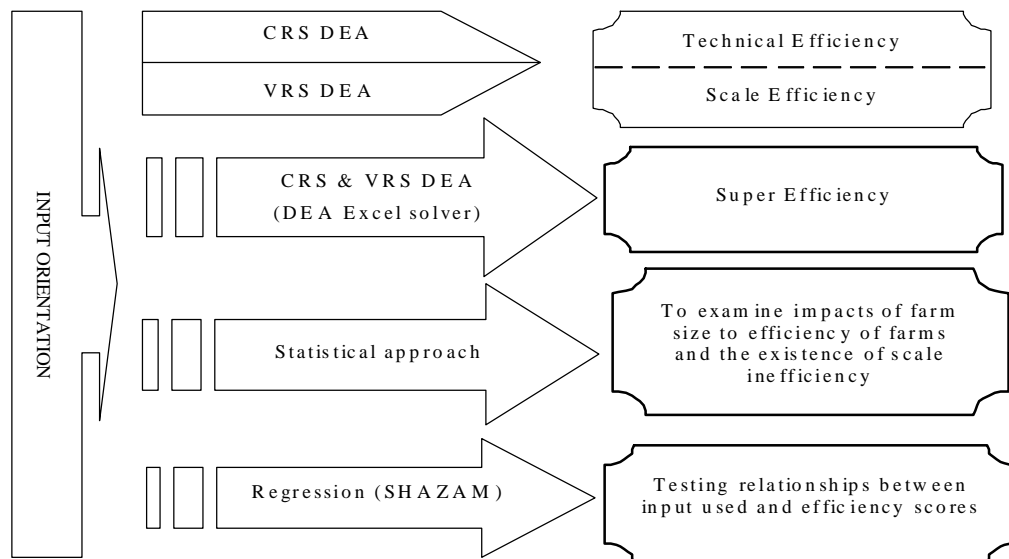 INPUT ORIENTATION
CRS DEA
VRS DEA
Technical Efficiency
Scale Efficiency
CRS & VRS DEA
(DEA Excel solver)
Super Efficiency
Statistical approach
To examine impacts of farm
size to efficiency of farms
and the existence of scale
inefficiency
Regression (SHAZAM)
Testing relationships between
input used and efficiency scores